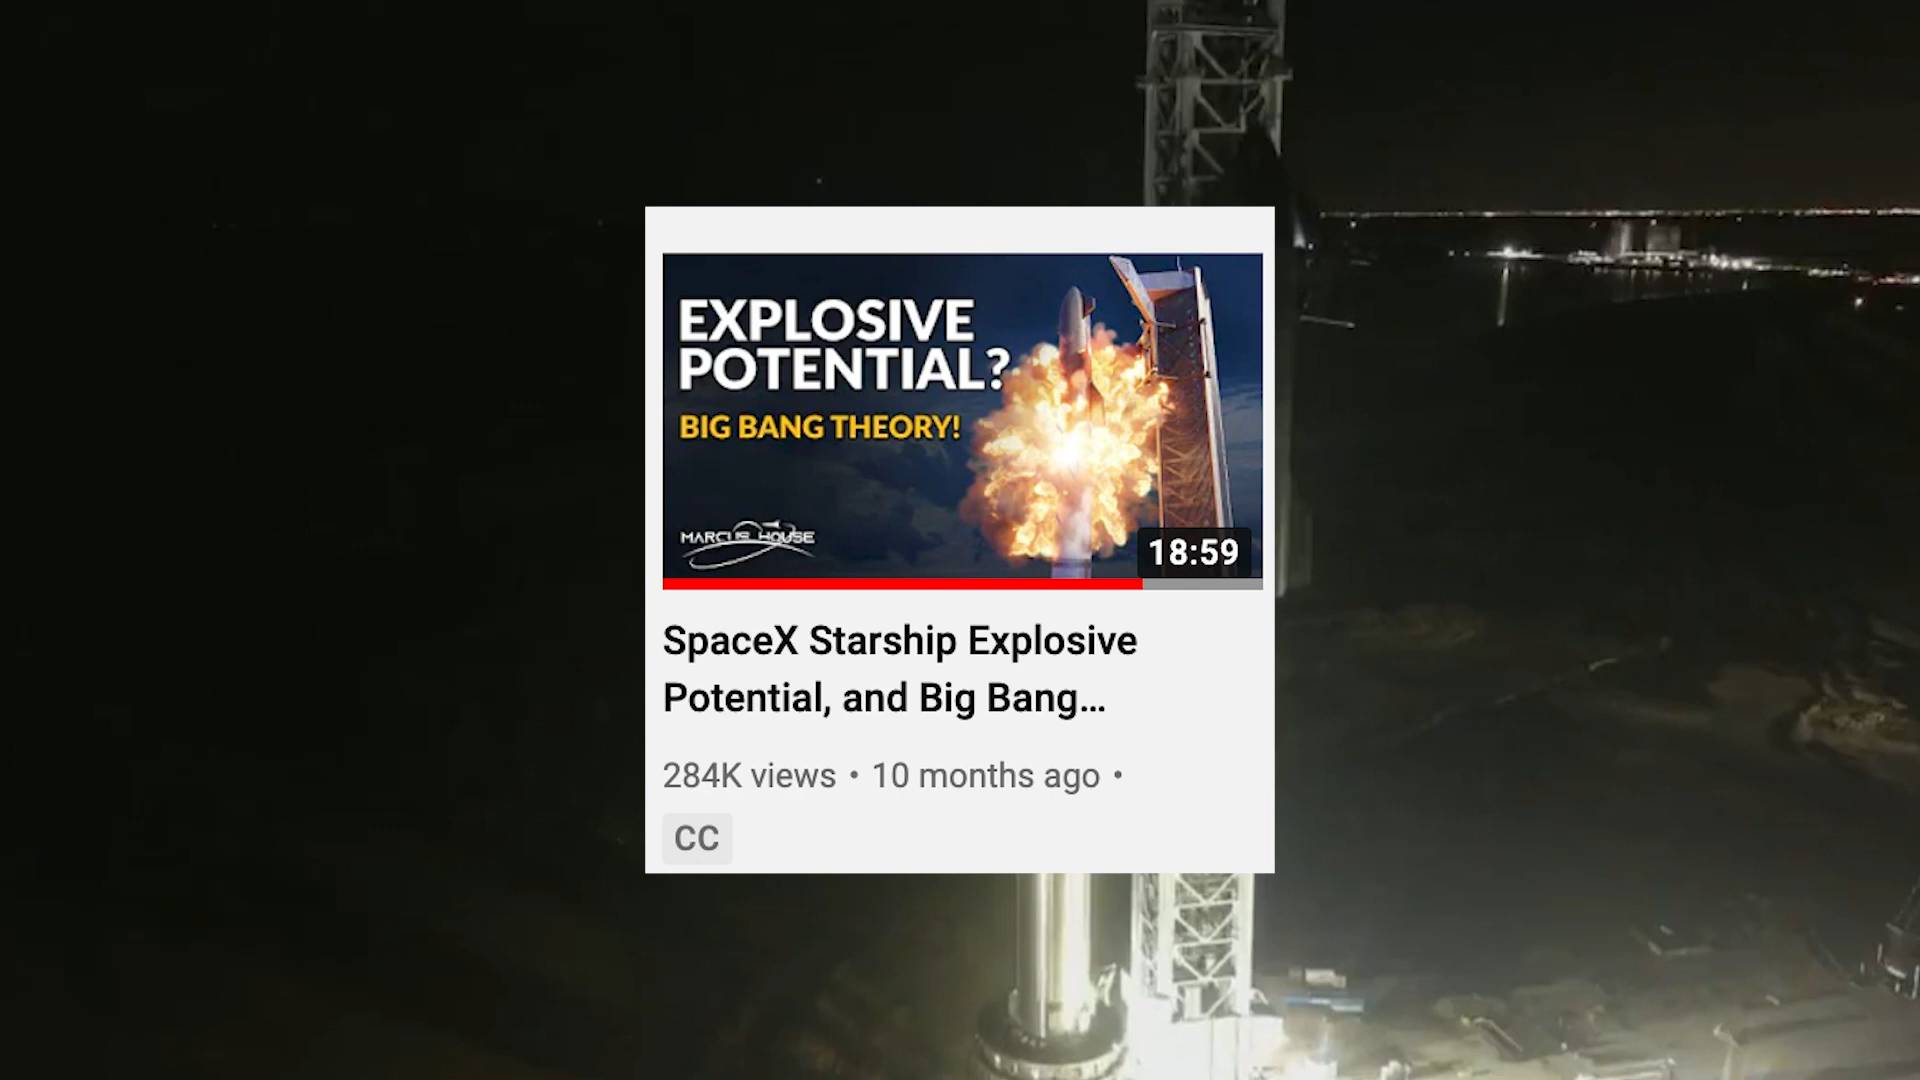 EXPLOSIVE
POTENTIAL?
BIG BANG THEORY!
MARCUS HOUSE
18:59
SpaceX Starship Explosive
Potential, and Big Bang...
284K views • 10 months ago •
CC